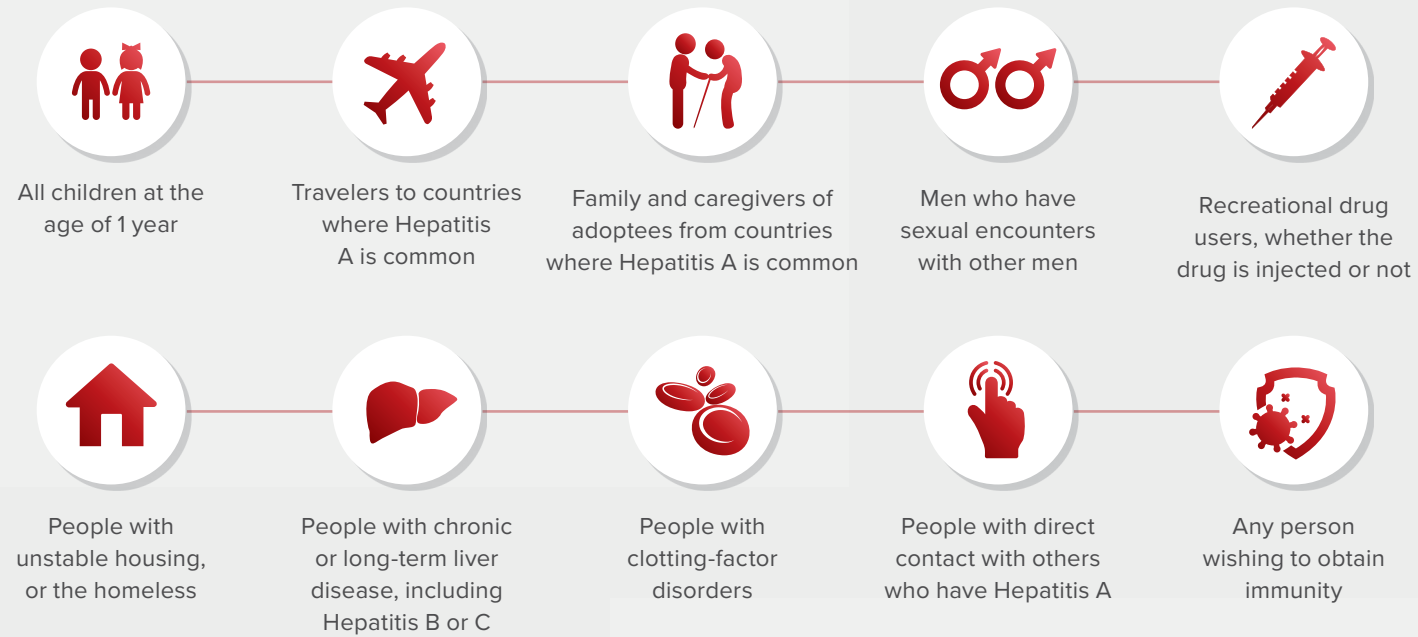 All children at the
age of 1 year
Travelers to countries
where Hepatitis
A is common
Family and caregivers of
adoptees from countries
where Hepatitis A is common
Men who have
sexual encounters
with other men
Recreational drug
users, whether the
drug is injected or not
People with
unstable housing,
or the homeless
People with chronic
or long-term liver
disease, including
Hepatitis B or C
People with
clotting-factor
disorders
People with direct
contact with others
who have Hepatitis A
Any person
wishing to obtain
immunity